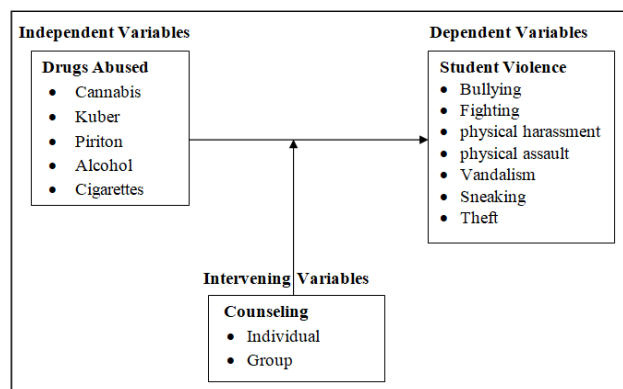 Independent Variables
Drugs Abused
• Cannabis
• Kuber
• Piriton
• Alcohol
• Cigarettes
Dependent Variables
Student Violence
• Bullying
• Fighting
• physical harassment
• physical assault
• Vandalism
• Sneaking
• Theft
Intervening Variables
Counseling
• Individual
• Group